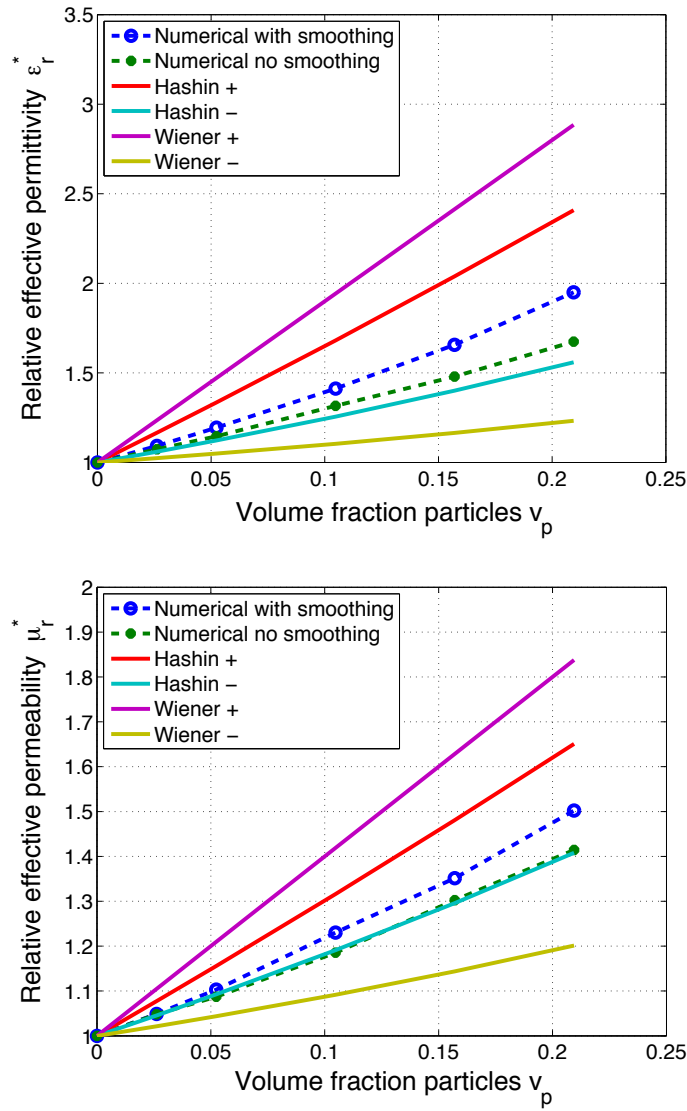 3.5
3
2.5
2
1.5
1
Relative effective permittivity ε_r^*
Numerical with smoothing
Numerical no smoothing
Hashin +
Hashin −
Wiener +
Wiener −
0
0.05
0.1
0.15
0.2
0.25
Volume fraction particles v_p
2
1.9
1.8
1.7
1.6
1.5
1.4
1.3
1.2
1.1
1
Relative effective permeability μ_r^*
Numerical with smoothing
Numerical no smoothing
Hashin +
Hashin −
Wiener +
Wiener −
0
0.05
0.1
0.15
0.2
0.25
Volume fraction particles v_p